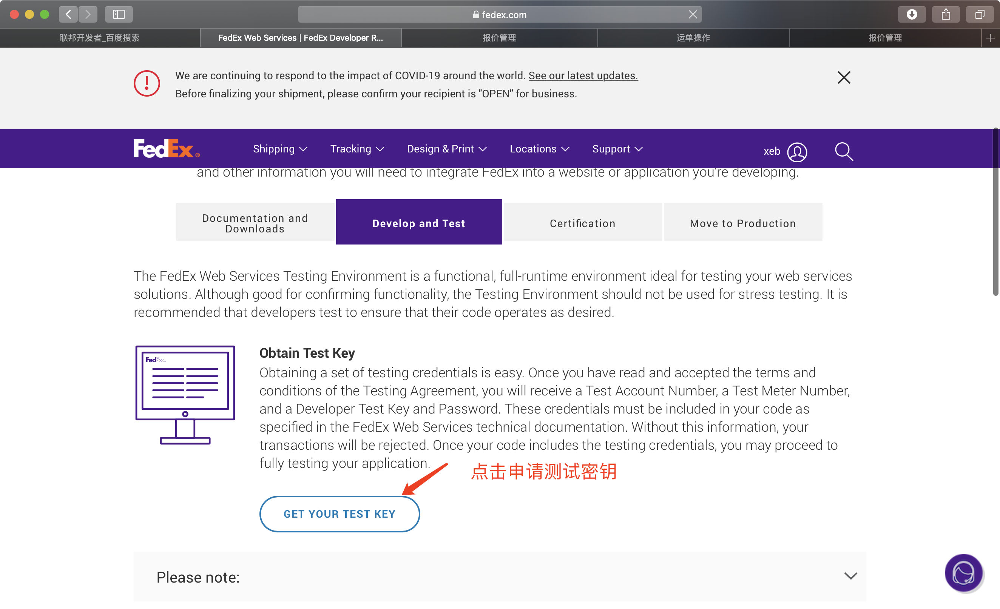 fedex.com
联邦开发者_百度搜索
FedEx Web Services | FedEx Developer R...
报价管理
运单操作
报价管理
We are continuing to respond to the impact of COVID-19 around the world. See our latest updates.
Before finalizing your shipment, please confirm your recipient is "OPEN" for business.
FedEx®
Shipping
Tracking
Design & Print
Locations
Support
xeb
and other information you will need to integrate FedEx into a website or application you're developing.
Documentation and
Downloads
Develop and Test
Certification
Move to Production
The FedEx Web Services Testing Environment is a functional, full-runtime environment ideal for testing your web services
solutions. Although good for confirming functionality, the Testing Environment should not be used for stress testing. It is
recommended that developers test to ensure that their code operates as desired.
FedEx
Obtain Test Key
Obtaining a set of testing credentials is easy. Once you have read and accepted the terms and
conditions of the Testing Agreement, you will receive a Test Account Number, a Test Meter Number,
and a Developer Test Key and Password. These credentials must be included in your code as
specified in the FedEx Web Services technical documentation. Without this information, your
transactions will be rejected. Once your code includes the testing credentials, you may proceed to
fully testing your application.
点击申请测试密钥
GET YOUR TEST KEY
Please note: